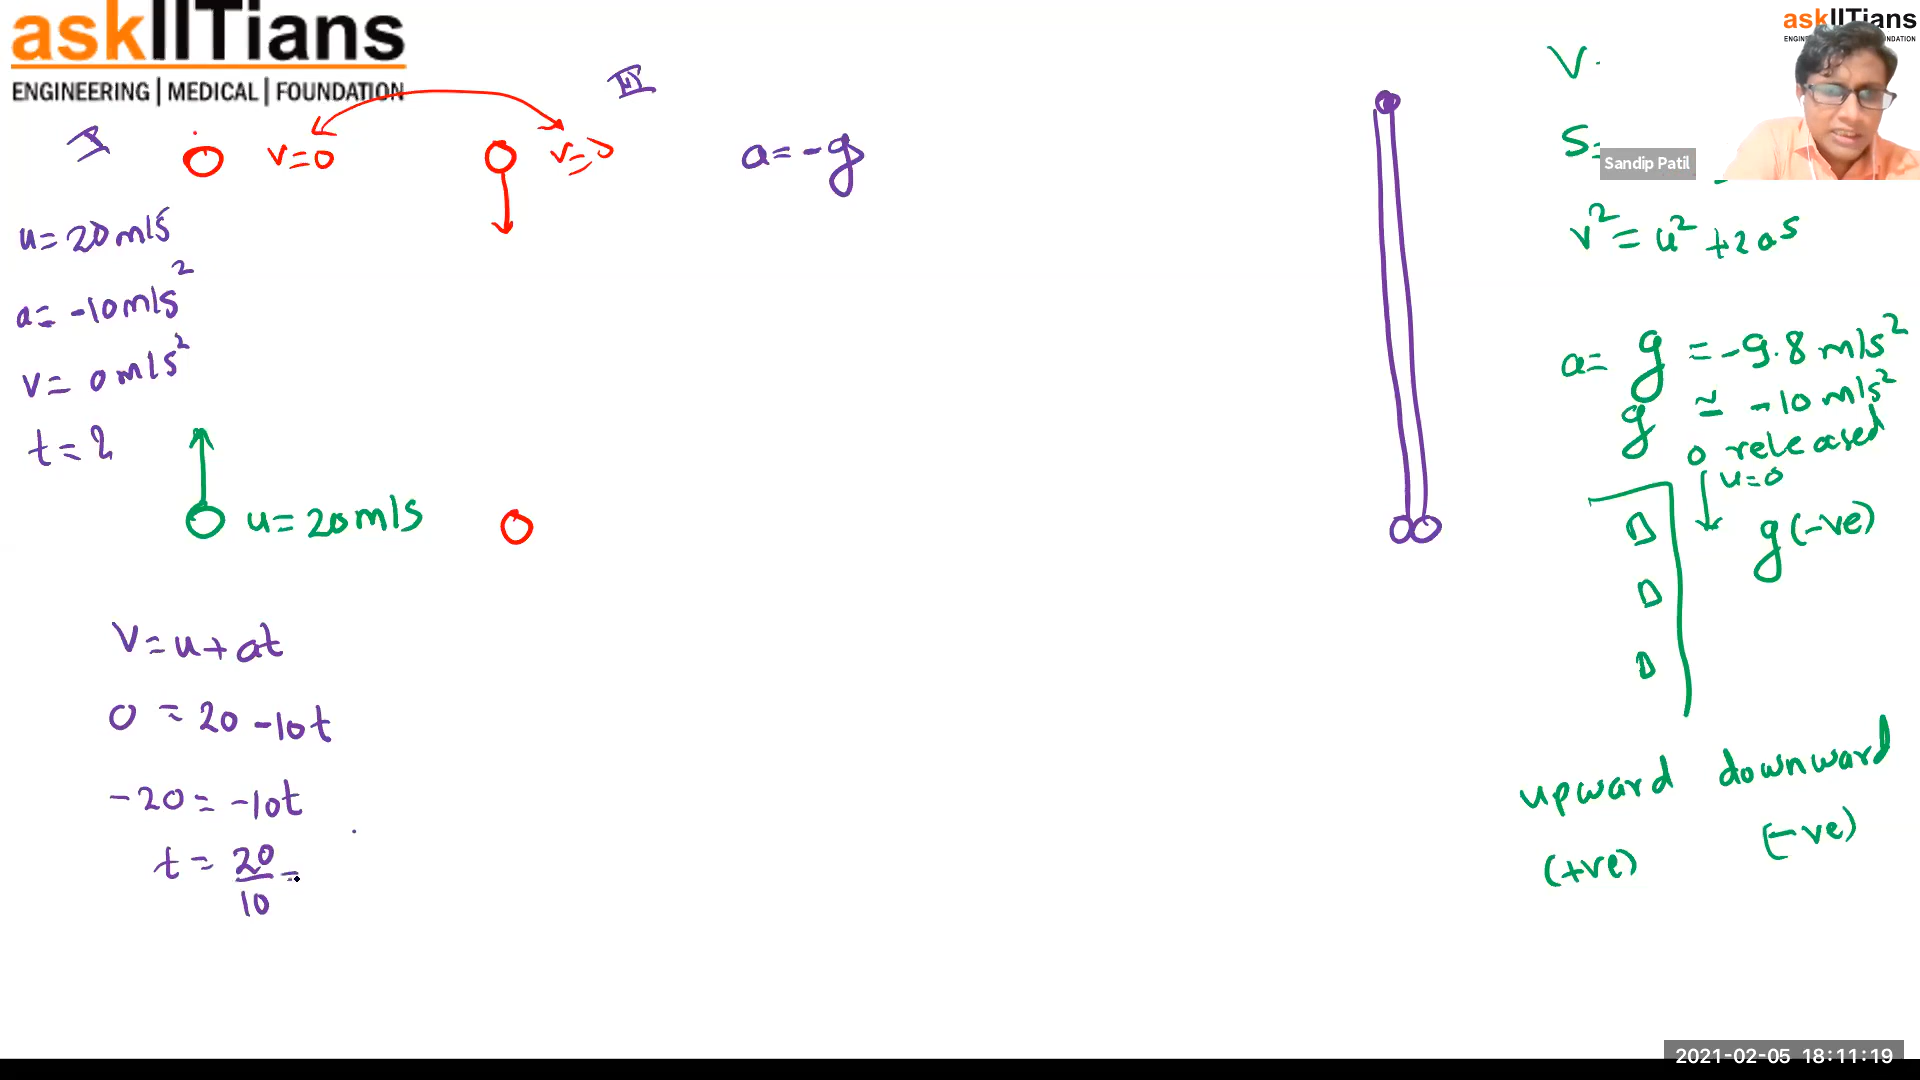 askIITians
ENGINEERING | MEDICAL | FOUNDATION
I
v=0
II
v=0
a=-g
u=20m/s
a=-10m/s²
v=0m/s²
t=2
u=20m/s
v=u+at
0=20-10t
-20=-10t
t=20/10=
askIITians
V
S=
Sandip Patil
v²=u²+2as
a=g=-9.8m/s²
g≃-10m/s²
released
u=0
g(-ve)
upward downward
(+ve) (-ve)
2021-02-05 18:11:19